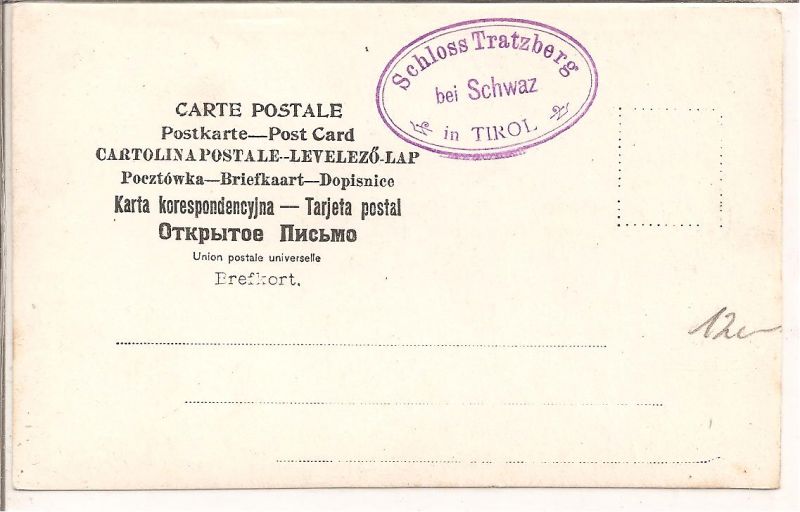 Schloss Tratzberg
bei Schwaz
in TIROL
CARTE POSTALE
Postkarte—Post Card
CARTOLINA POSTALE--LEVELEZŐ-LAP
Pocztówka—Briefkaart—Dopisnice
Karta korespondencyjna — Tarjeta postal
Открытое Письмо
Union postale universelle
Brefkort.